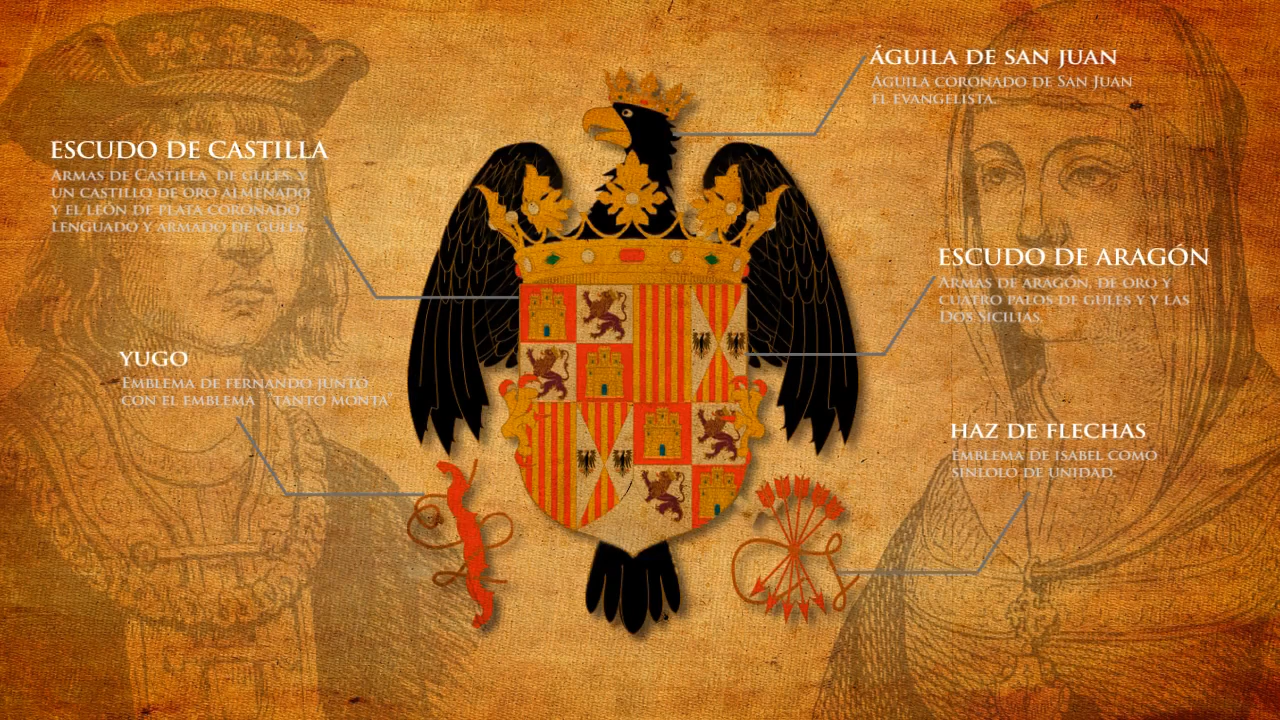 ÁGUILA DE SAN JUAN
ÁGUILA CORONADO DE SAN JUAN
EL EVANGELISTA.
ESCUDO DE CASTILLA
ARMAS DE CASTILLA DE GULES, Y
UN CASTILLO DE ORO ALMENADO
Y EL LEÓN DE PLATA CORONADO
LENGUADO Y ARMADO DE GULES.
ESCUDO DE ARAGÓN
ARMAS DE ARAGÓN, DE ORO Y
CUATRO PALOS DE GULES Y Y LAS
DOS SICILIAS.
YUGO
EMBLEMA DE FERNANDO JUNTO
CON EL EMBLEMA "TANTO MONTA"
HAZ DE FLECHAS
EMBLEMA DE ISABEL COMO
SINLOLO DE UNIDAD.